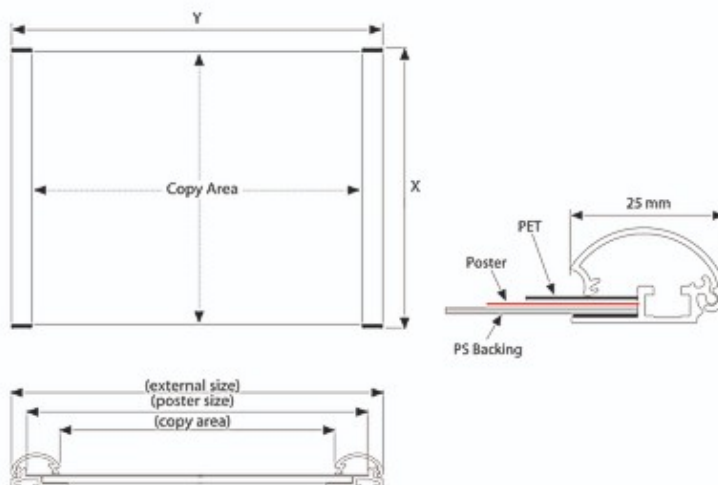 Y
Copy Area
X
25 mm
PET
Poster
PS Backing
(external size)
(poster size)
(copy area)